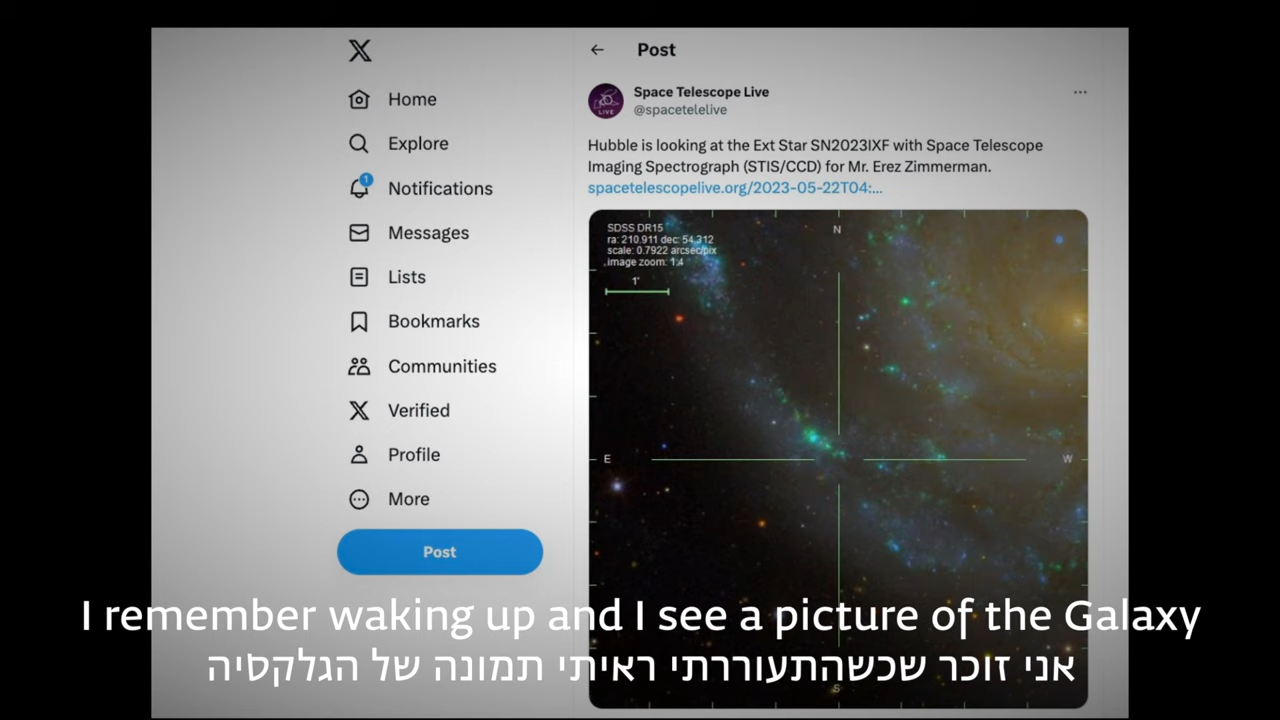 Home
Explore
1
Notifications
Messages
Lists
Bookmarks
Communities
Verified
Profile
More
Post
Post
Space Telescope Live
@spacetelelive
Hubble is looking at the Ext Star SN2023IXF with Space Telescope
Imaging Spectrograph (STIS/CCD) for Mr. Erez Zimmerman.
spacetelescopelive.org/2023-05-22T04:...
SDSS DR15
ra: 210.911 dec: 54.312
scale: 0.7922 arcsec/pix
image zoom: 1:4
1'
N
E
W
S
I remember waking up and I see a picture of the Galaxy
אני זוכר שכשהתעוררתי ראיתי תמונה של הגלקסיה